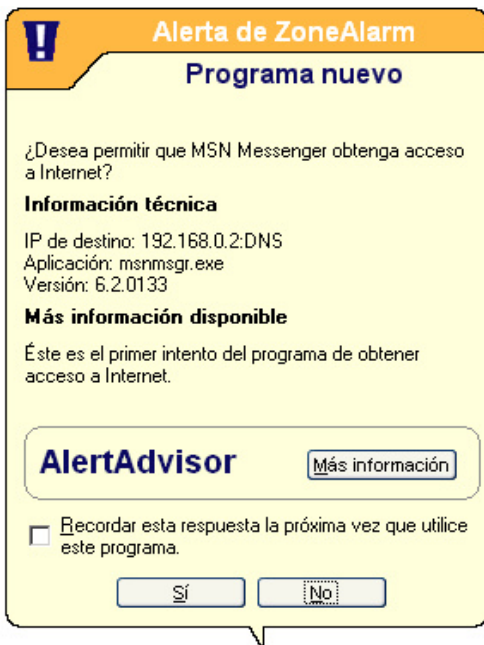 Alerta de ZoneAlarm
Programa nuevo
¿Desea permitir que MSN Messenger obtenga acceso
a Internet?
Información técnica
IP de destino: 192.168.0.2:DNS
Aplicación: msnmsgr.exe
Versión: 6.2.0133
Más información disponible
Éste es el primer intento del programa de obtener
acceso a Internet.
AlertAdvisor
Más información
Recordar esta respuesta la próxima vez que utilice
este programa.
Sí
No